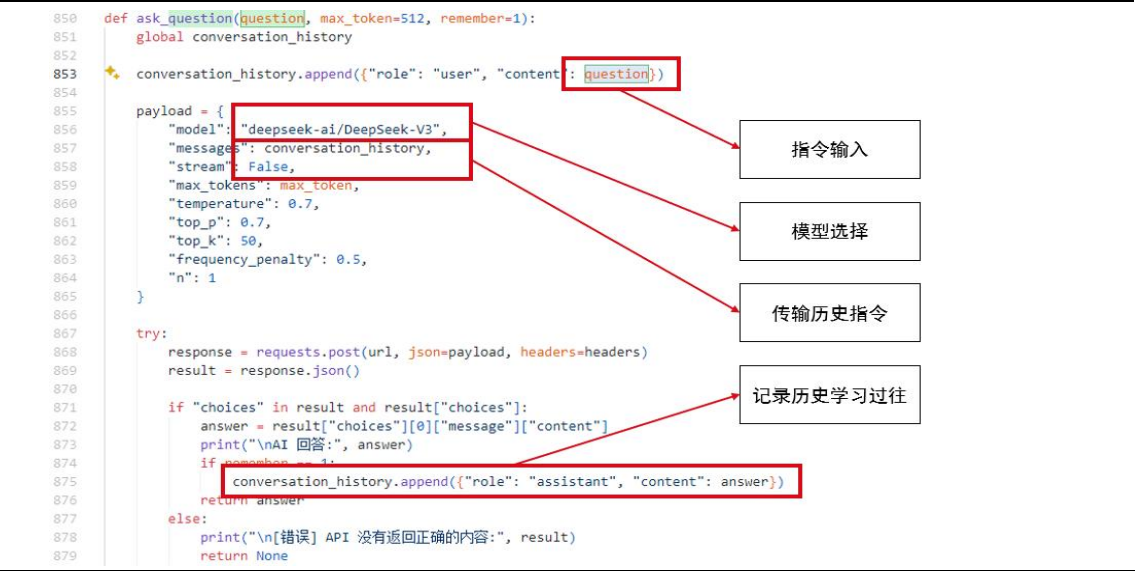 850 def ask_question(question, max_token=512, remember=1):
851 global conversation_history
852
853 conversation_history.append({"role": "user", "content": question})
854
855 payload = {
856 "model": "deepseek-ai/DeepSeek-V3",
857 "messages": conversation_history,
858 "stream": False,
859 "max_tokens": max_token,
860 "temperature": 0.7,
861 "top_p": 0.7,
862 "top_k": 50,
863 "frequency_penalty": 0.5,
864 "n": 1
865 }
866
867 try:
868 response = requests.post(url, json=payload, headers=headers)
869 result = response.json()
870
871 if "choices" in result and result["choices"]:
872 answer = result["choices"][0]["message"]["content"]
873 print("\nAI 回答:", answer)
874 if remember == 1:
875 conversation_history.append({"role": "assistant", "content": answer})
876 return answer
877 else:
878 print("\n[错误] API 没有返回正确的内容:", result)
879 return None
指令输入
模型选择
传输历史指令
记录历史学习过往